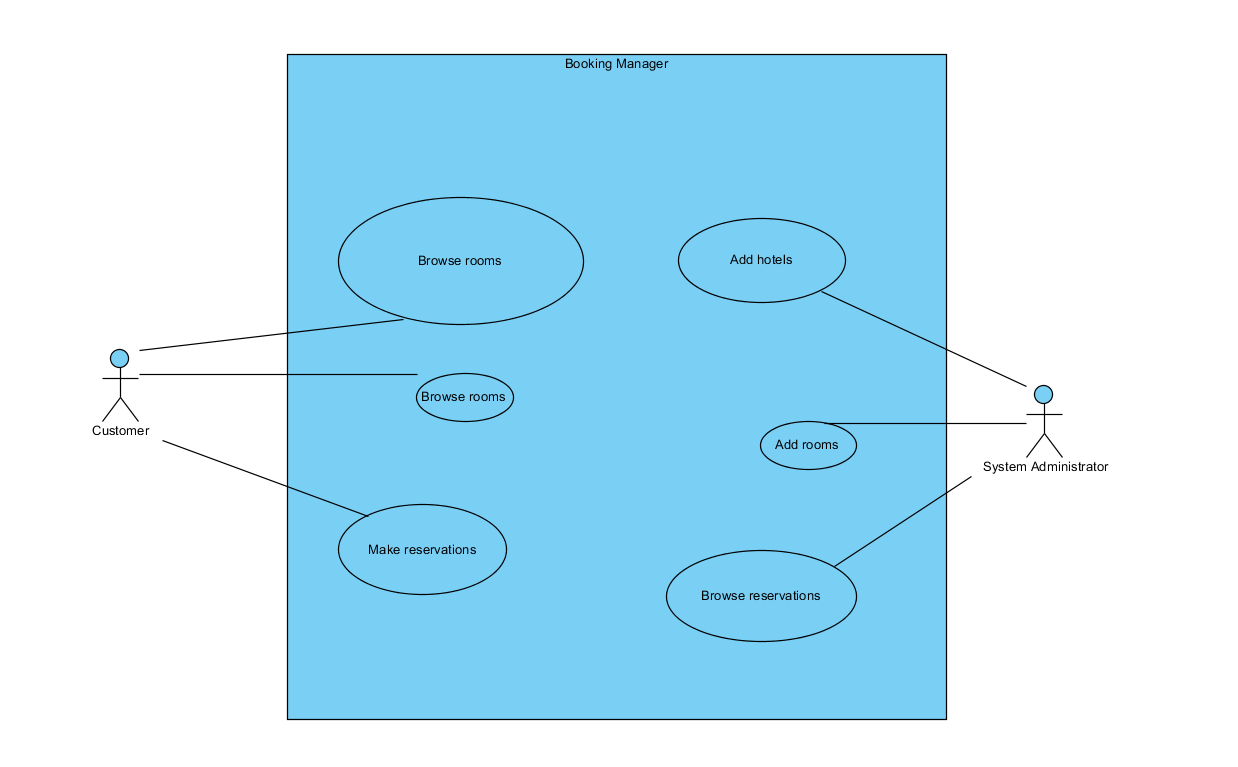 Booking Manager
Browse rooms
Add hotels
Browse rooms
Customer
Add rooms
System Administrator
Make reservations
Browse reservations